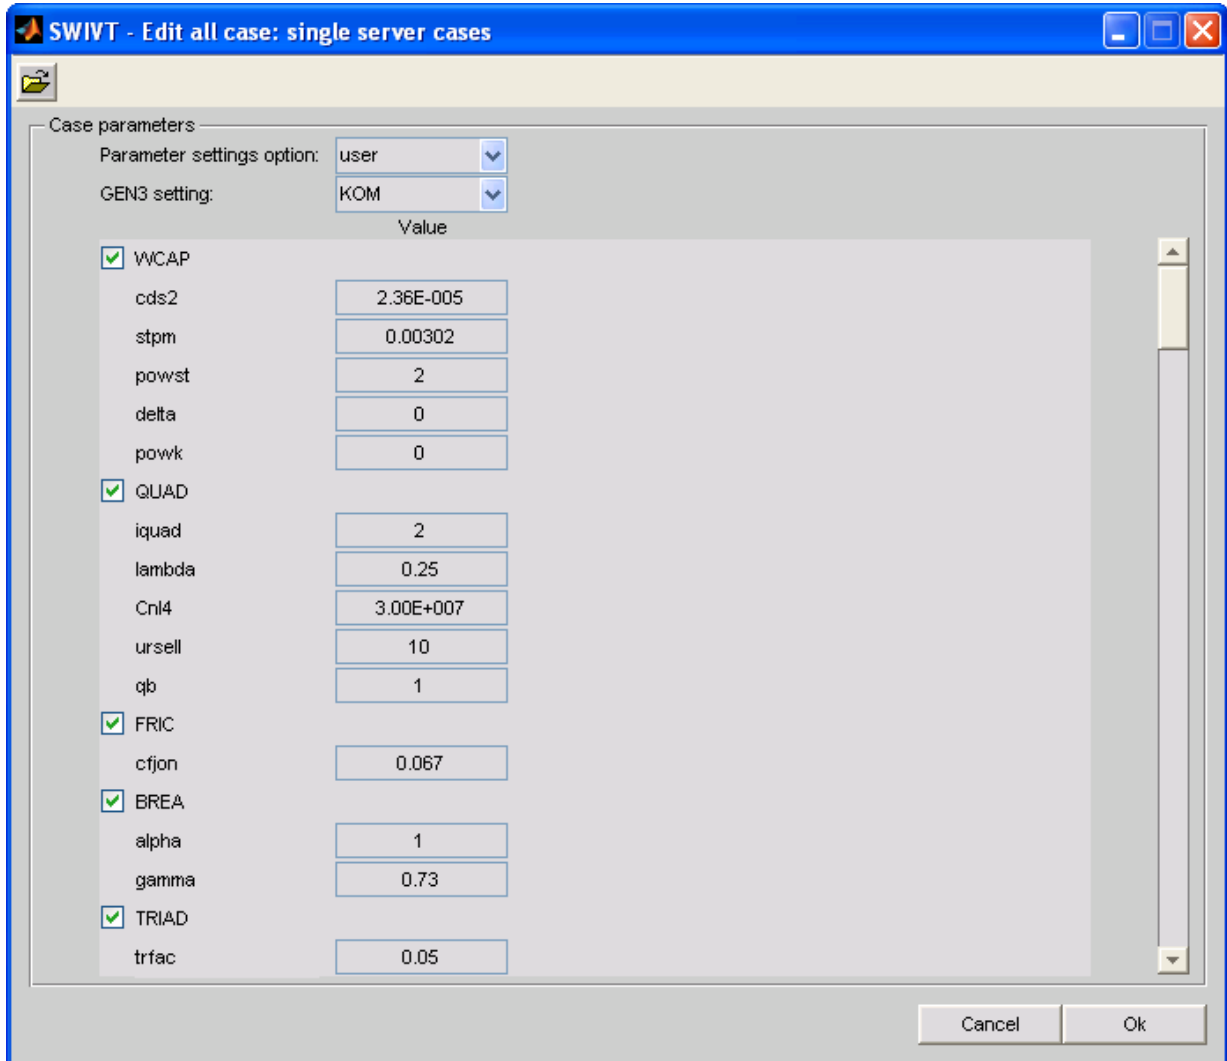 SWIVT - Edit all case: single server cases
Case parameters
Parameter settings option: user
GEN3 setting: KOM
Value
WCAP
cds2 2.36E-005
stpm 0.00302
powst 2
delta 0
powk 0
QUAD
iquad 2
lambda 0.25
Cnl4 3.00E+007
ursell 10
qb 1
FRIC
cfjon 0.067
BREA
alpha 1
gamma 0.73
TRIAD
trfac 0.05
Cancel Ok